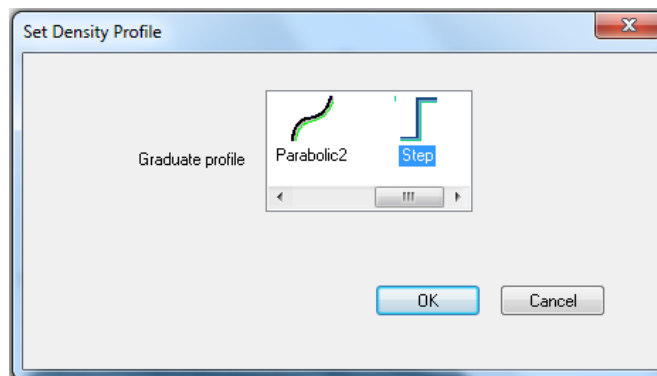 Set Density Profile
Graduate profile
Parabolic2
Step
OK
Cancel